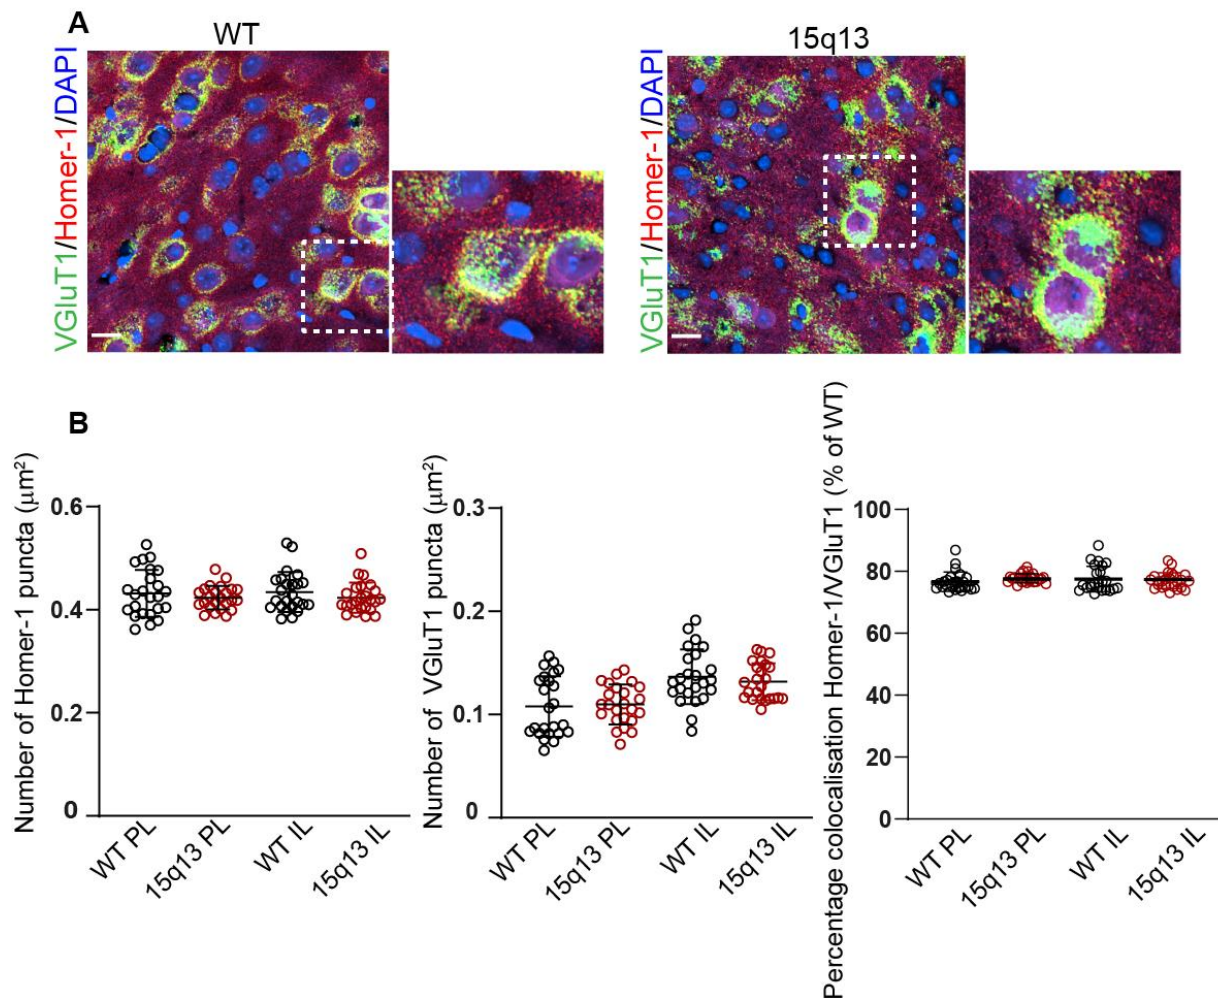 A
WT
15q13
VGluT1/Homer-1/DAPI
VGluT1/Homer-1/DAPI
B
Number of Homer-1 puncta (μm²)
0.6
0.4
0.2
0
WT PL
15q13 PL
WT IL
15q13 IL
Number of VGluT1 puncta (μm²)
0.3
0.2
0.1
0
WT PL
15q13 PL
WT IL
15q13 IL
Percentage colocalisation Homer-1/VGluT1 (% of WT)
100
80
60
40
20
0
WT PL
15q13 PL
WT IL
15q13 IL